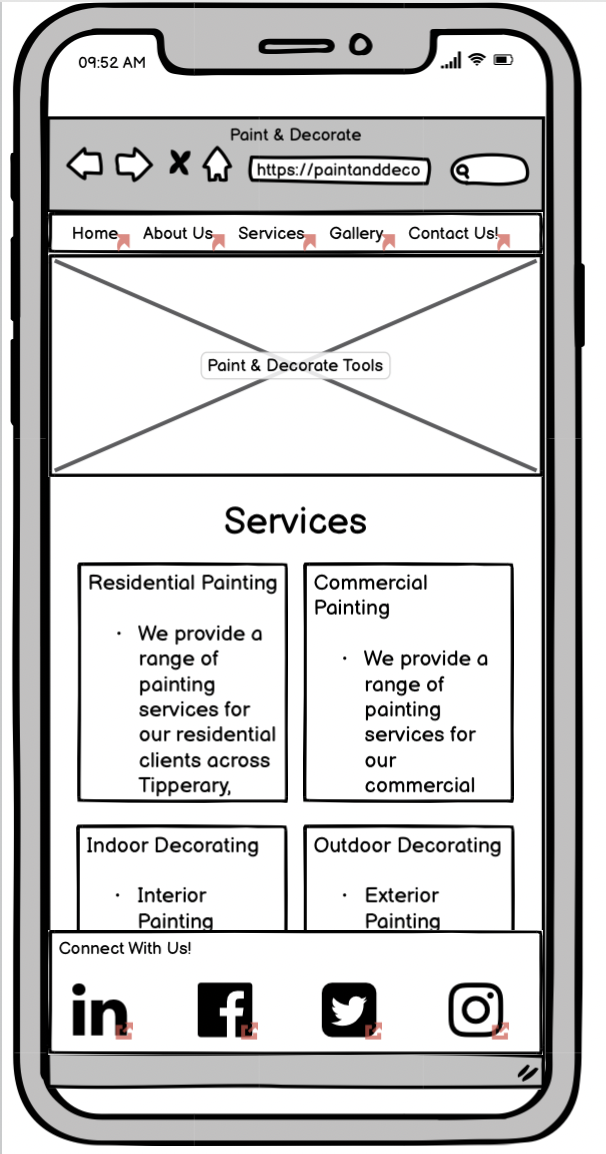 09:52 AM
Paint & Decorate
https://paintanddeco
Home About Us Services Gallery Contact Us!
Paint & Decorate Tools
Services
Residential Painting
· We provide a
range of
painting
services for
our residential
clients across
Tipperary,
Commercial
Painting
· We provide a
range of
painting
services for
our
commercial
Indoor Decorating
· Interior
Painting
Outdoor Decorating
· Exterior
Painting
Connect With Us!
in
f